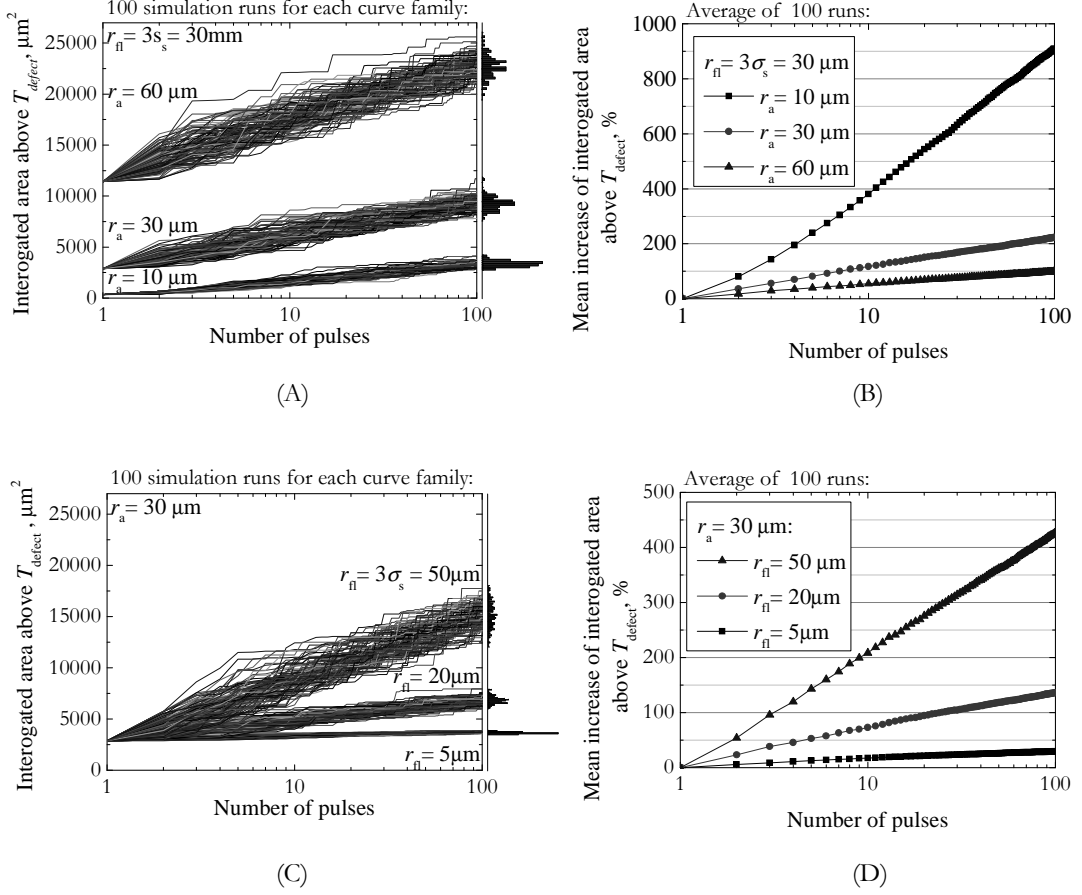 100 simulation runs for each curve family:
Interogated area above T_defect, μm²
25000
20000
15000
10000
5000
0
r_fl = 3s_s = 30mm
r_a = 60 μm
r_a = 30 μm
r_a = 10 μm
1
10
100
Number of pulses
(A)
Average of 100 runs:
Mean increase of interogated area
above T_defect, %
1000
800
600
400
200
0
r_fl = 3σ_s = 30 μm
r_a = 10 μm
r_a = 30 μm
r_a = 60 μm
1
10
100
Number of pulses
(B)
100 simulation runs for each curve family:
Interogated area above T_defect , μm²
25000
20000
15000
10000
5000
0
r_a = 30 μm
r_fl = 3σ_s = 50μm
r_fl = 20μm
r_fl = 5μm
1
10
100
Number of pulses
(C)
Average of 100 runs:
Mean increase of interogated area
above T_defect, %
500
450
400
350
300
250
200
150
100
50
0
r_a = 30 μm:
r_fl = 50 μm
r_fl = 20μm
r_fl = 5μm
1
10
100
Number of pulses
(D)